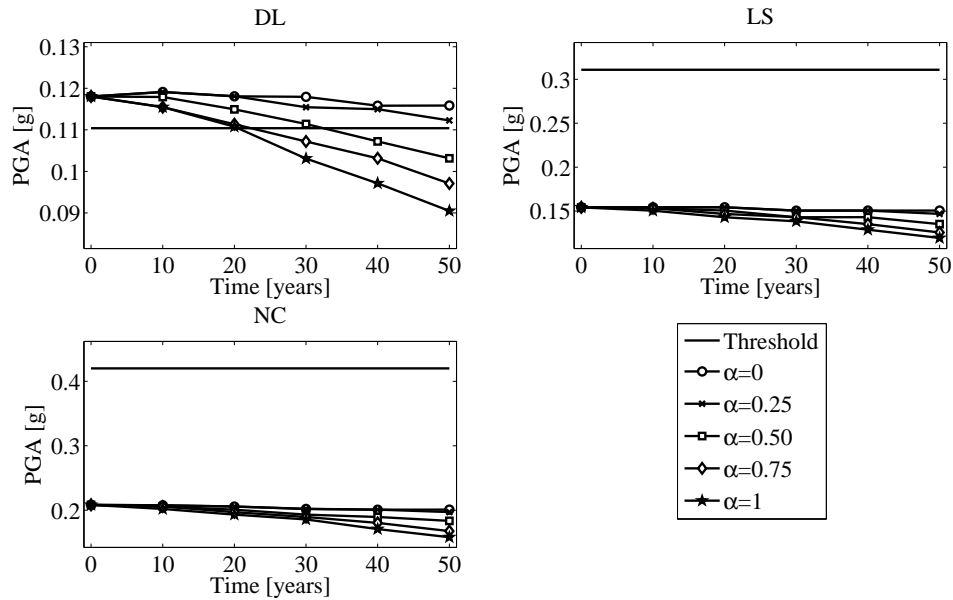 DL
PGA [g]
0.13
0.12
0.11
0.1
0.09
0 10 20 30 40 50
Time [years]
LS
PGA [g]
0.3
0.25
0.2
0.15
0 10 20 30 40 50
Time [years]
NC
PGA [g]
0.4
0.3
0.2
0 10 20 30 40 50
Time [years]
Threshold
α=0
α=0.25
α=0.50
α=0.75
α=1